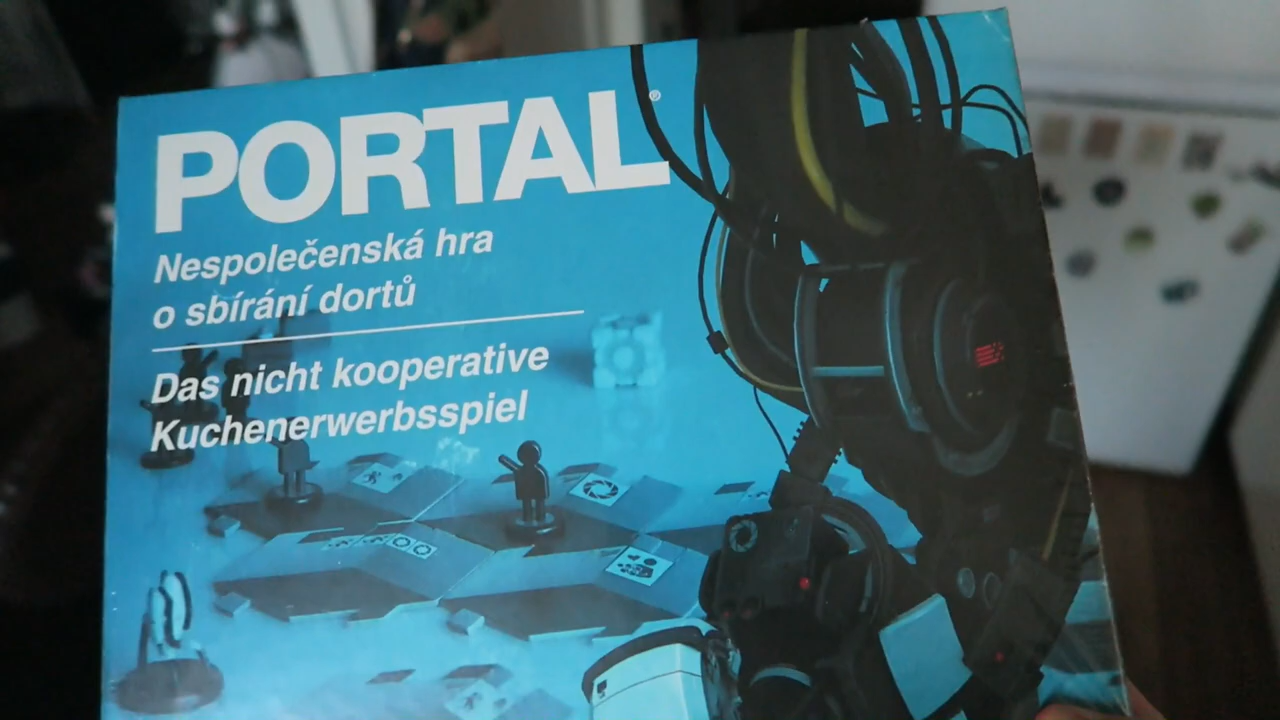 PORTAL®
Nespolečenská hra
o sbírání dortů
Das nicht kooperative
Kuchenerwerbsspiel